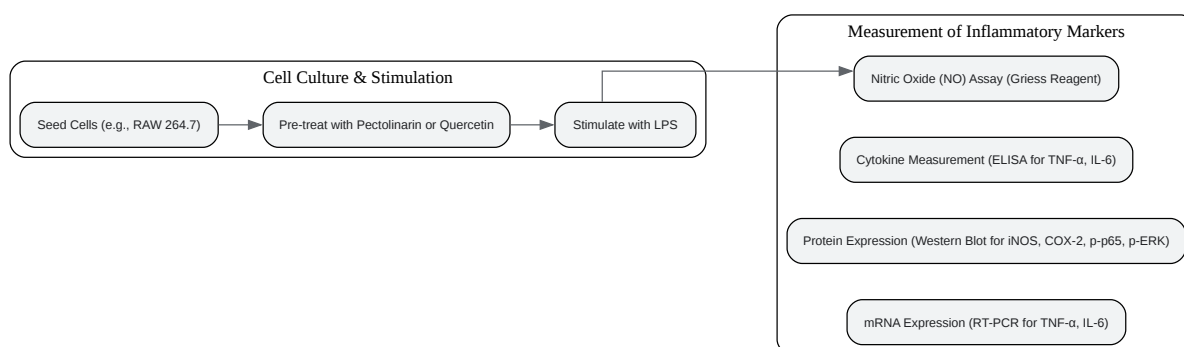 Measurement of Inflammatory Markers
Cell Culture & Stimulation
Nitric Oxide (NO) Assay (Griess Reagent)
Seed Cells (e.g., RAW 264.7)
Pre-treat with Pectolinarin or Quercetin
Stimulate with LPS
Cytokine Measurement (ELISA for TNF-α, IL-6)
Protein Expression (Western Blot for iNOS, COX-2, p-p65, p-ERK)
mRNA Expression (RT-PCR for TNF-α, IL-6)